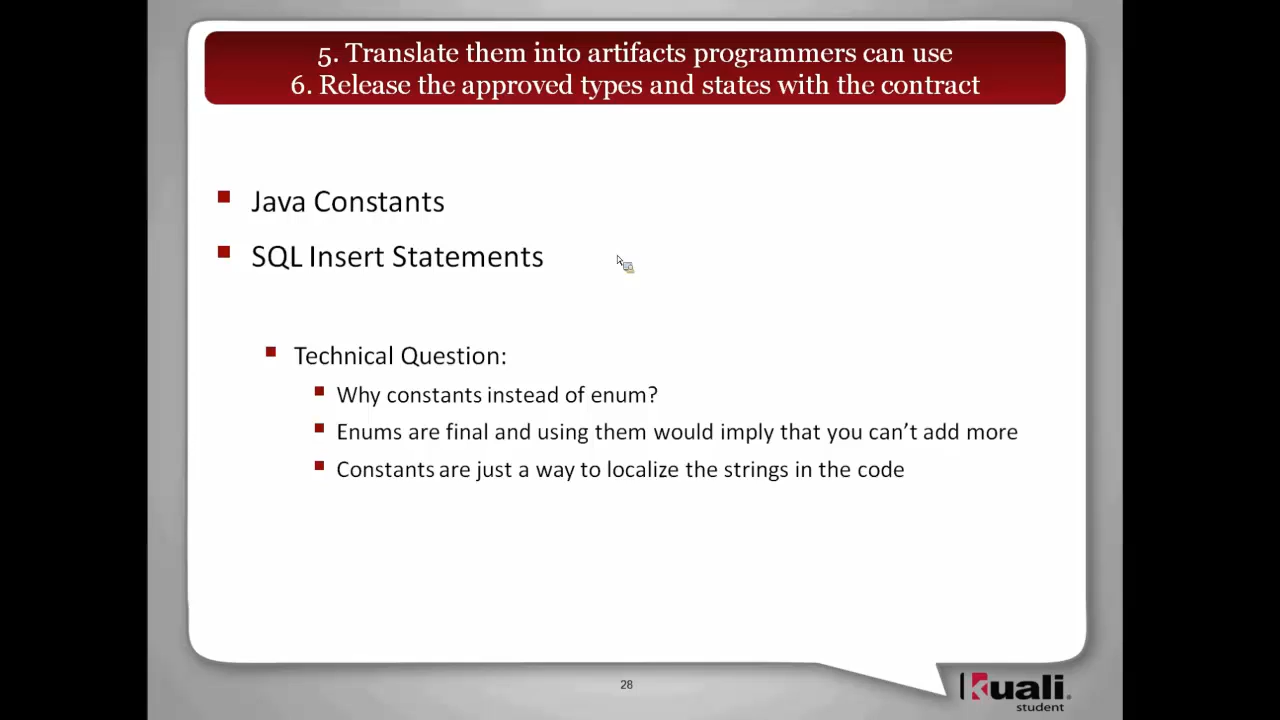 5. Translate them into artifacts programmers can use
6. Release the approved types and states with the contract
Java Constants
SQL Insert Statements
Technical Question:
Why constants instead of enum?
Enums are final and using them would imply that you can’t add more
Constants are just a way to localize the strings in the code
28
Kuali
student